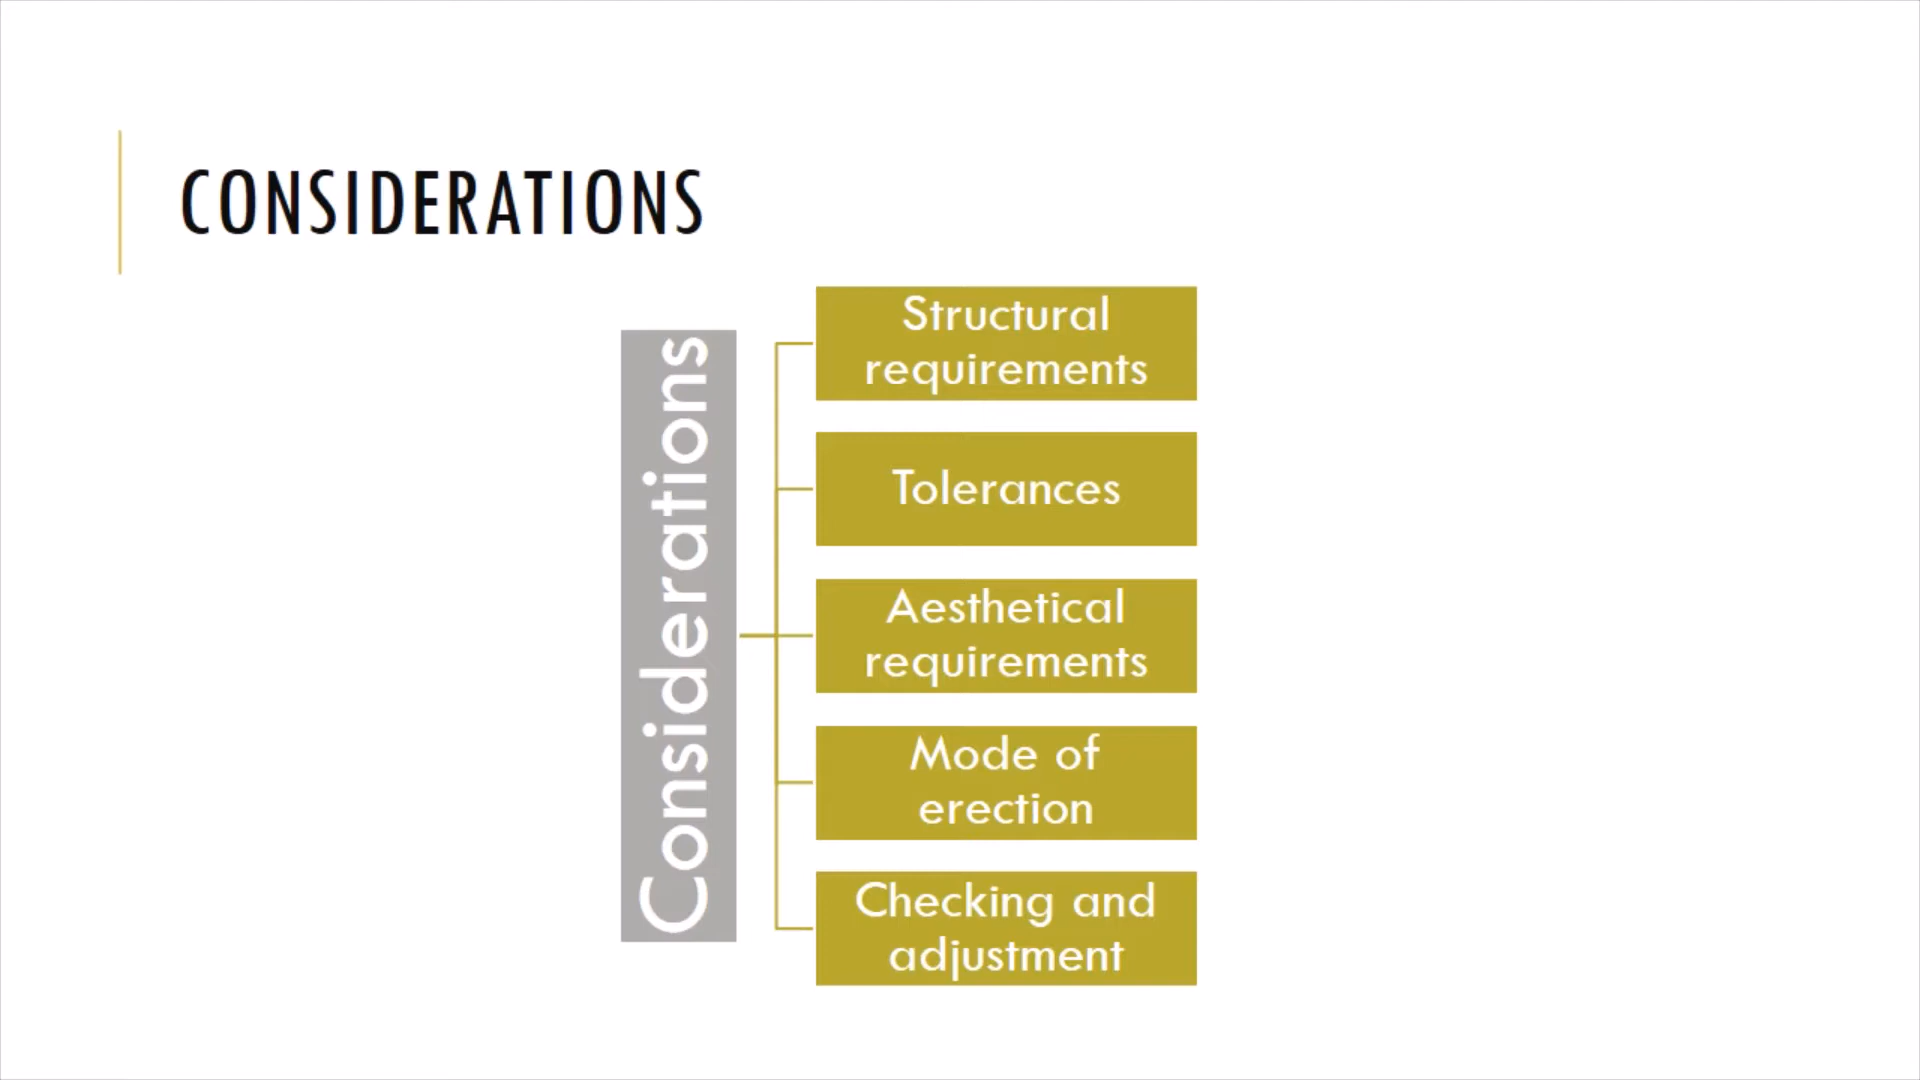 CONSIDERATIONS
Considerations
Structural
requirements
Tolerances
Aesthetical
requirements
Mode of
erection
Checking and
adjustment